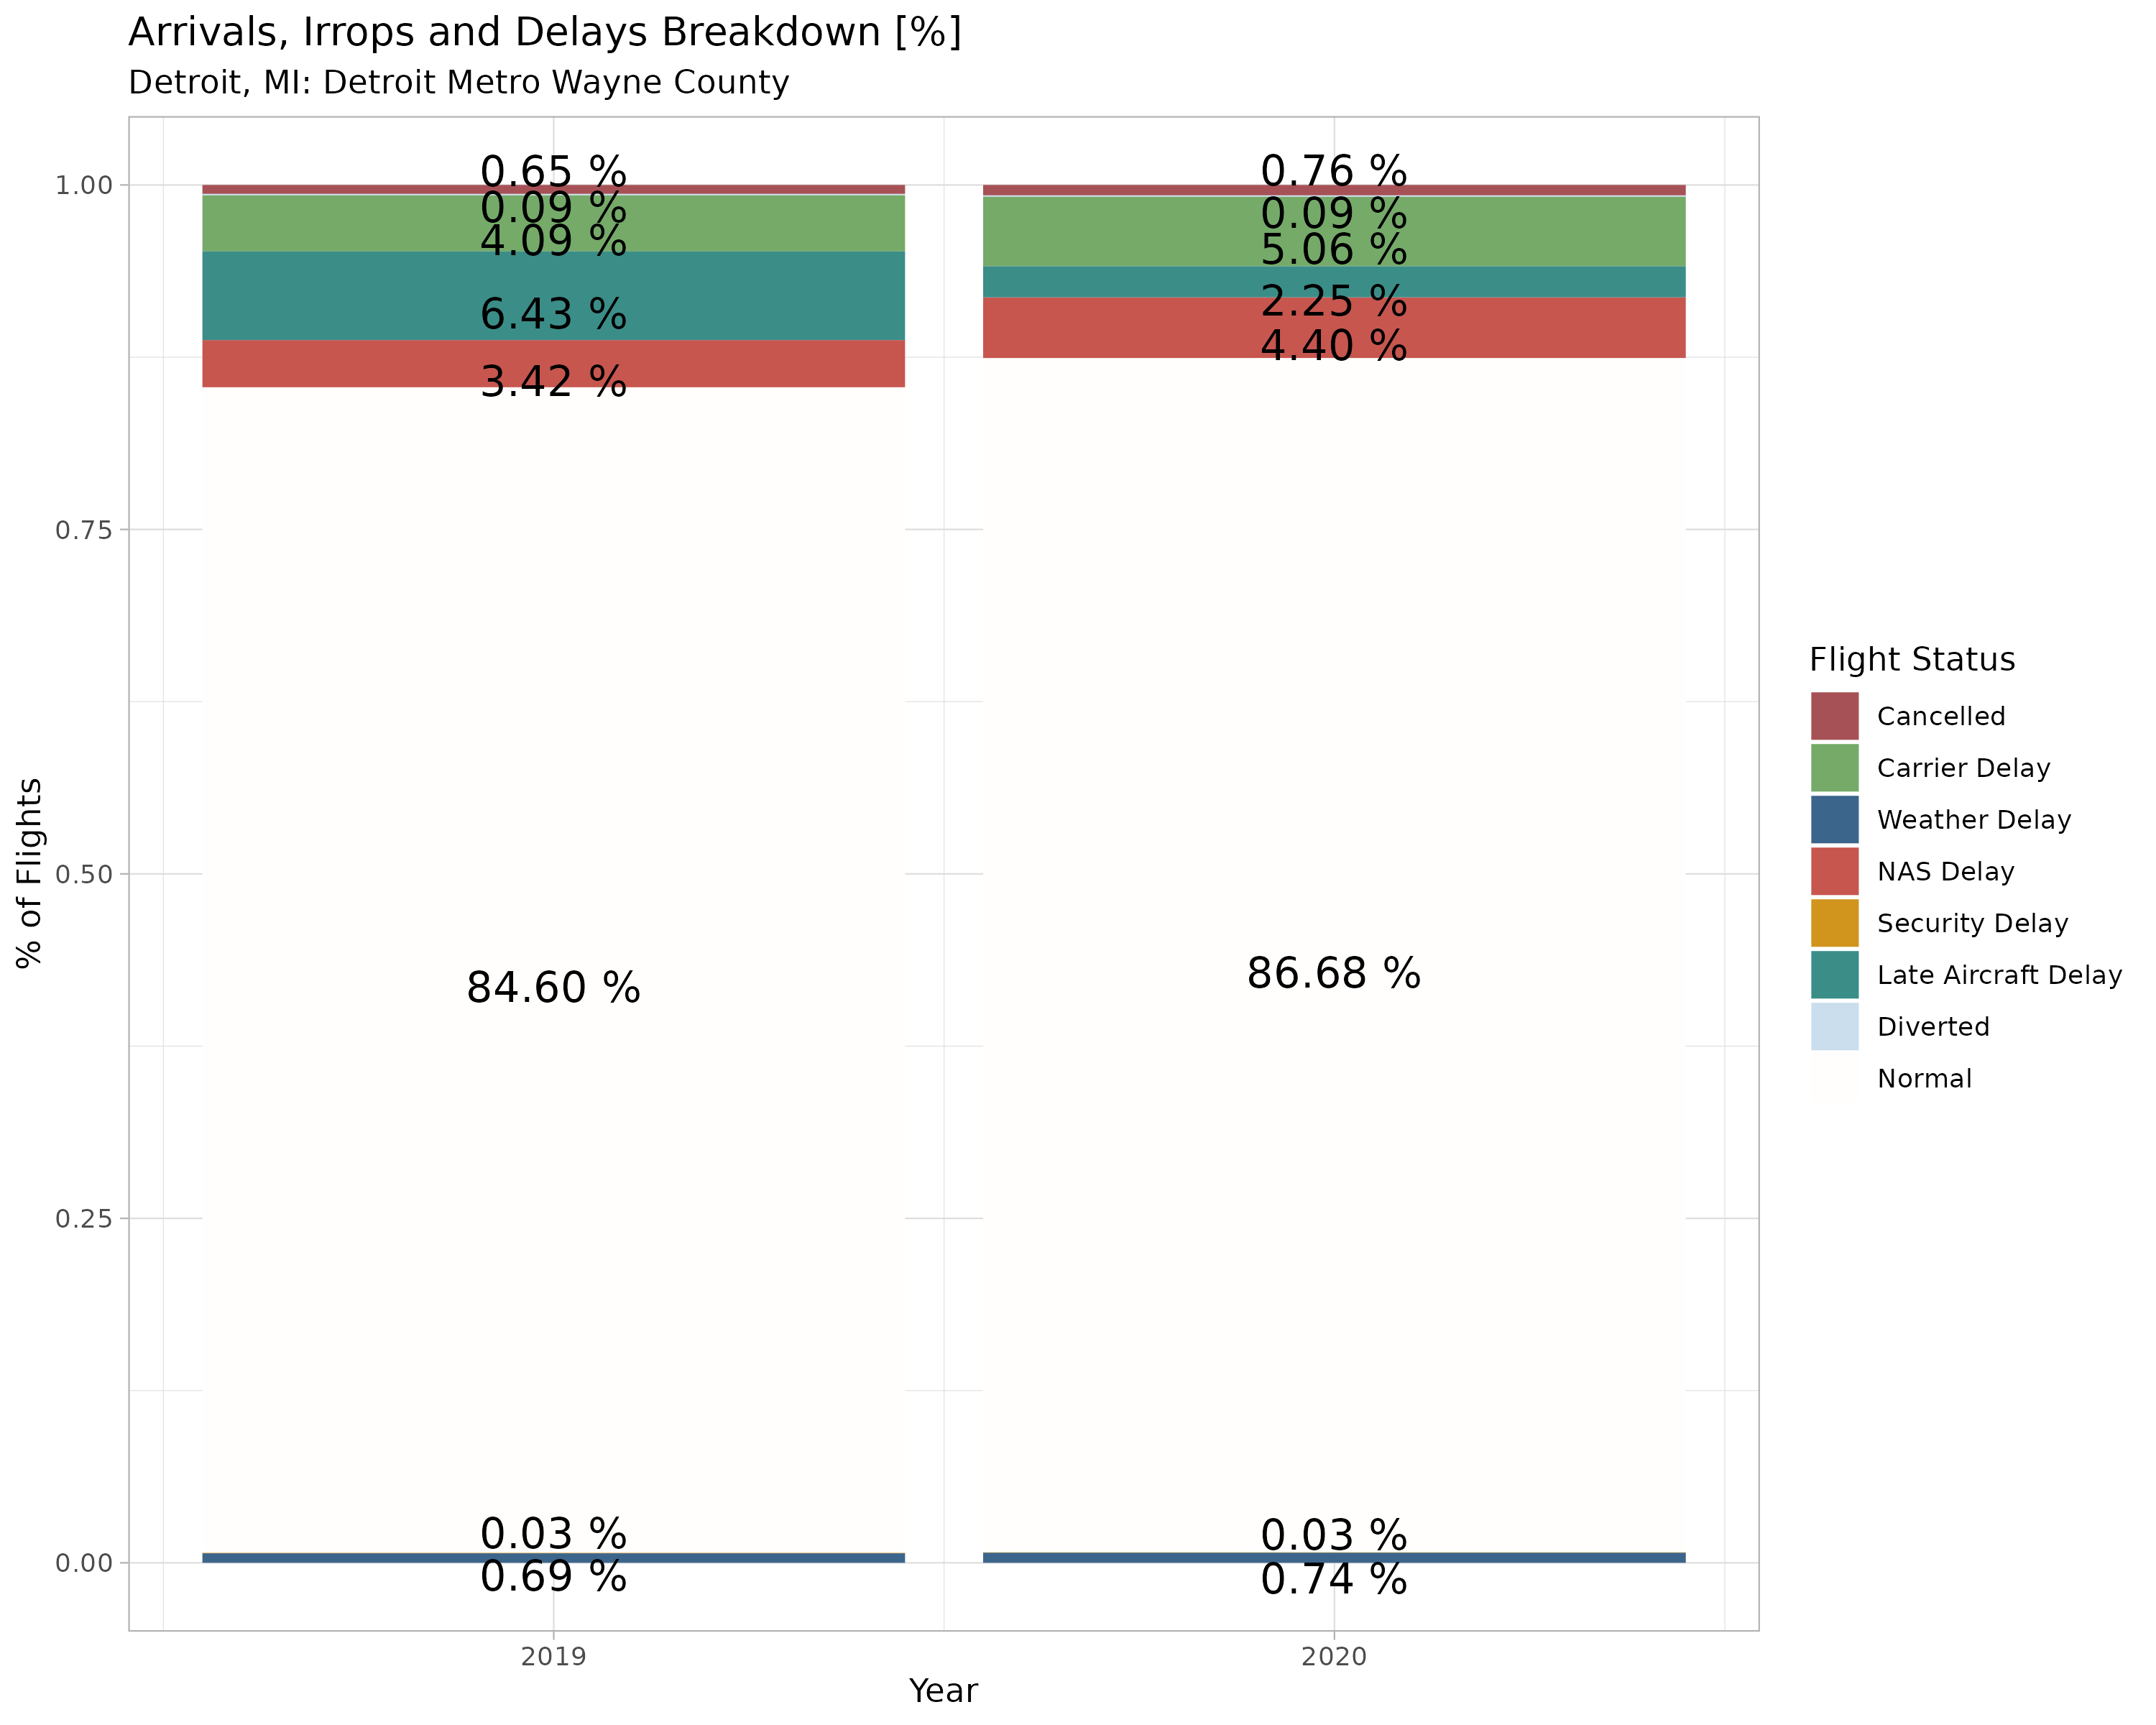 Arrivals, Irrops and Delays Breakdown [%]
Detroit, MI: Detroit Metro Wayne County
% of Flights
1.00
0.75
0.50
0.25
0.00
0.65 %
0.09 %
4.09 %
6.43 %
3.42 %
84.60 %
0.03 %
0.69 %
0.76 %
0.09 %
5.06 %
2.25 %
4.40 %
86.68 %
0.03 %
0.74 %
2019
2020
Year
Flight Status
Cancelled
Carrier Delay
Weather Delay
NAS Delay
Security Delay
Late Aircraft Delay
Diverted
Normal